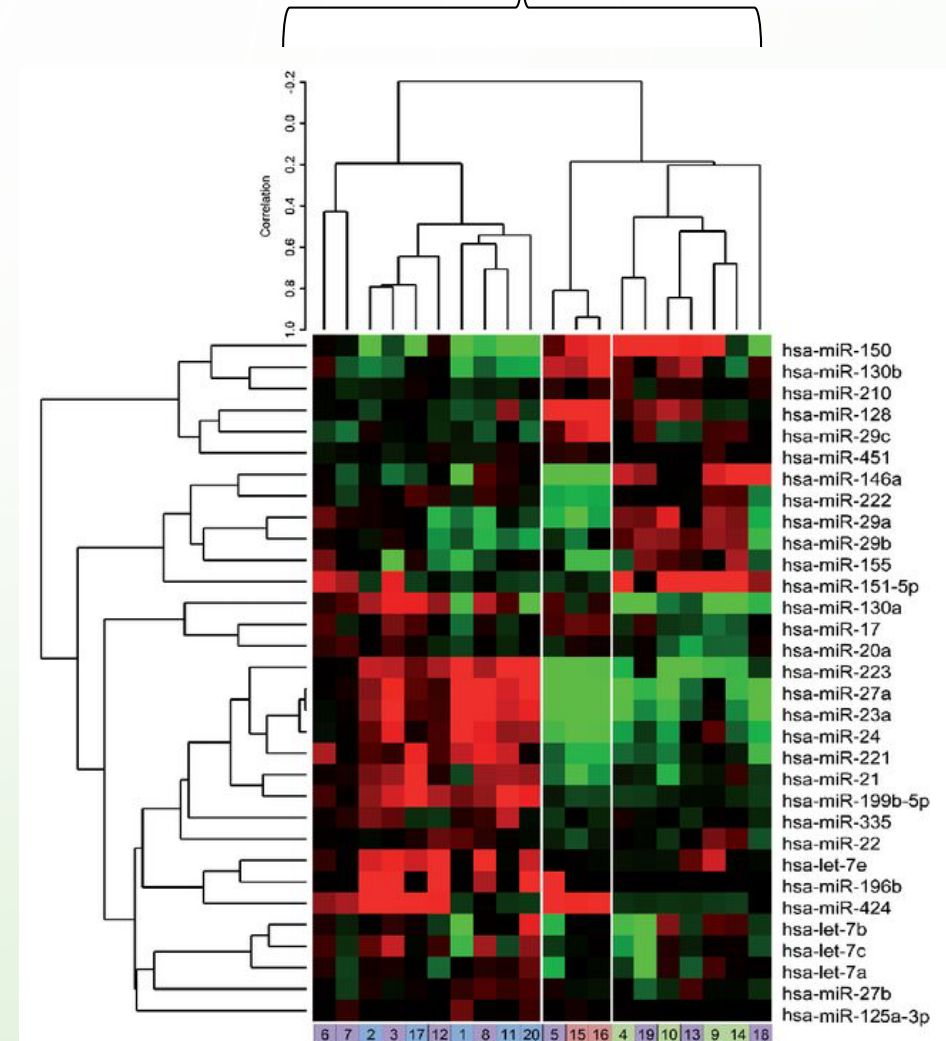 -0.2
0.0
0.2
0.4
0.6
0.8
1.0
Correlation
hsa-miR-150
hsa-miR-130b
hsa-miR-210
hsa-miR-128
hsa-miR-29c
hsa-miR-451
hsa-miR-146a
hsa-miR-222
hsa-miR-29a
hsa-miR-29b
hsa-miR-155
hsa-miR-151-5p
hsa-miR-130a
hsa-miR-17
hsa-miR-20a
hsa-miR-223
hsa-miR-27a
hsa-miR-23a
hsa-miR-24
hsa-miR-221
hsa-miR-21
hsa-miR-199b-5p
hsa-miR-335
hsa-miR-22
hsa-let-7e
hsa-miR-196b
hsa-miR-424
hsa-let-7b
hsa-let-7c
hsa-let-7a
hsa-miR-27b
hsa-miR-125a-3p
6 7 2 3 17 12 1 8 11 20 5 15 16 4 19 10 13 9 14 18